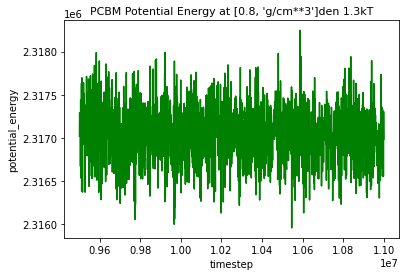 PCBM Potential Energy at [0.8, 'g/cm**3']den 1.3kT
1e6
2.3180
2.3175
2.3170
2.3165
2.3160
potential_energy
0.96 0.98 1.00 1.02 1.04 1.06 1.08 1.10
timestep
1e7